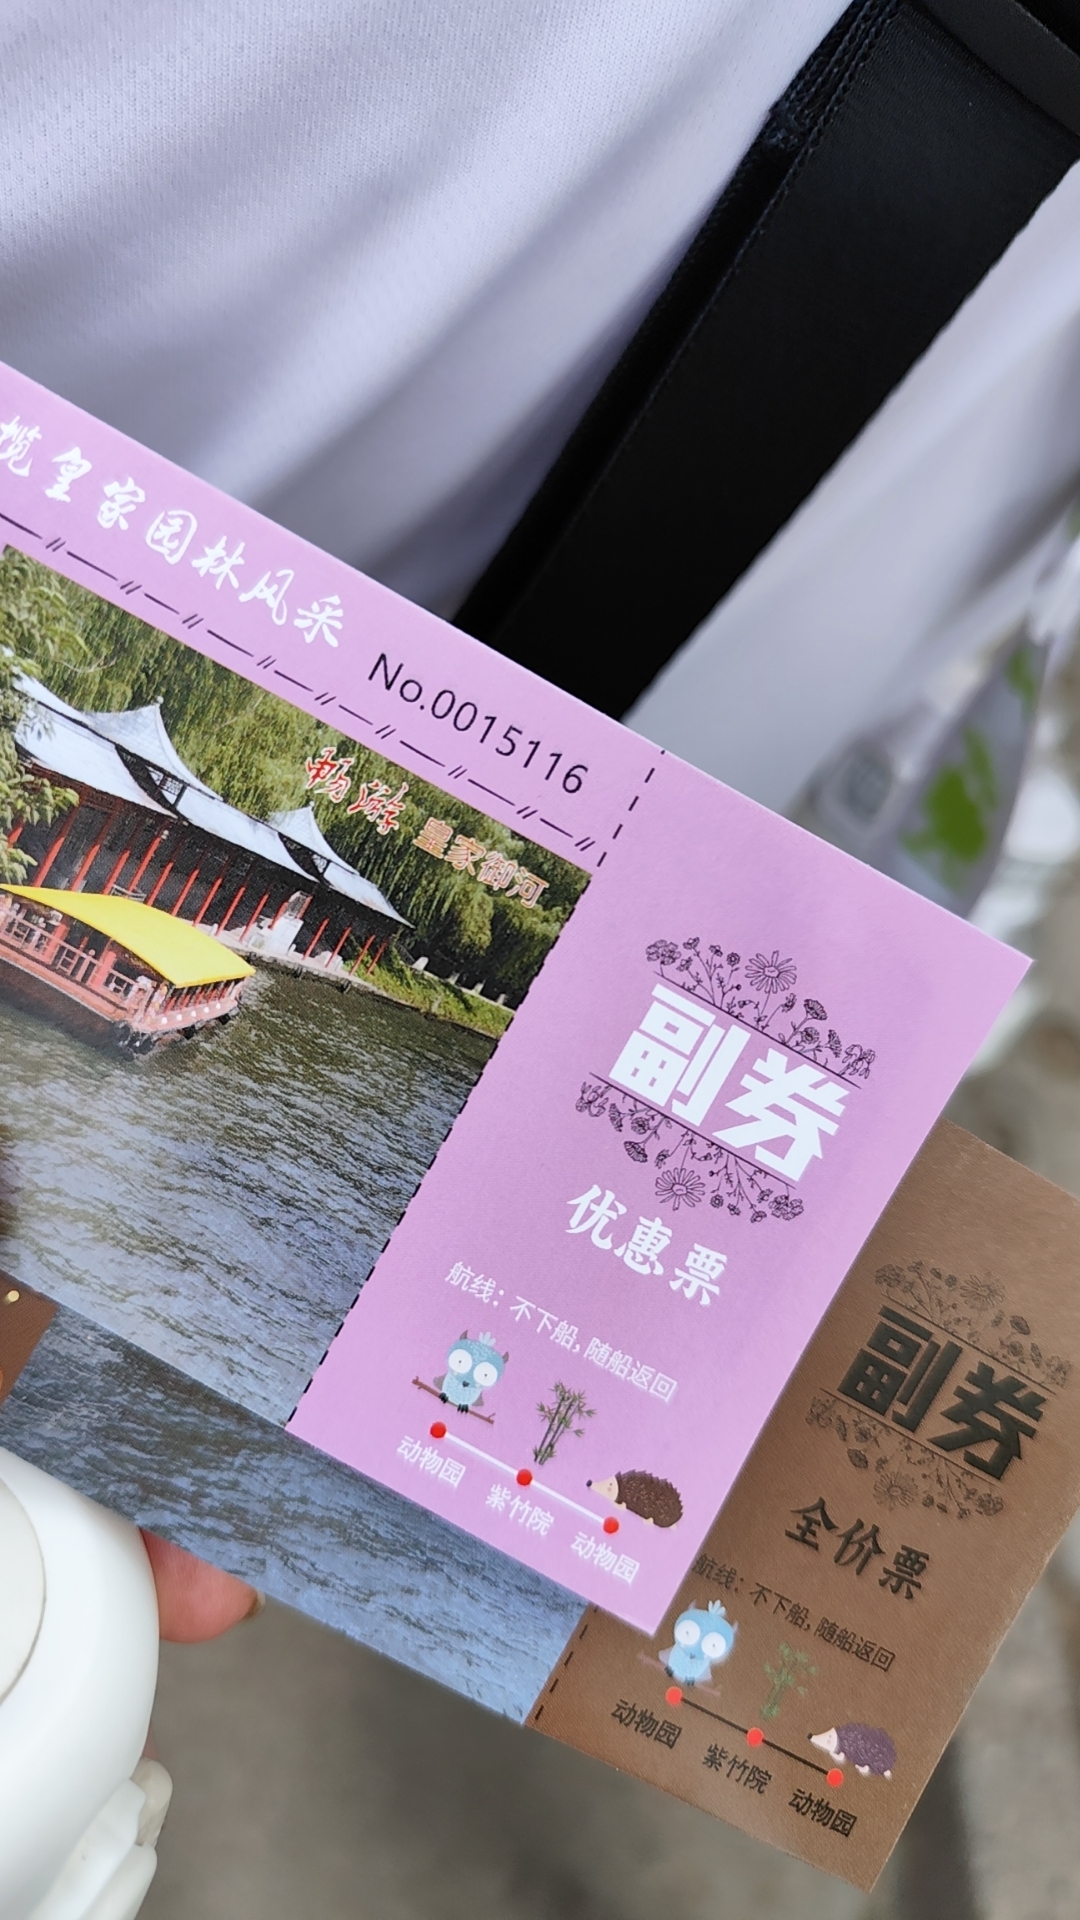 揽皇家园林风采
No.0015116
畅游
皇家御河
副券
优惠票
航线：不下船，随船返回
动物园
紫竹院
动物园
副券
全价票
航线：不下船，随船返回
动物园
紫竹院
动物园